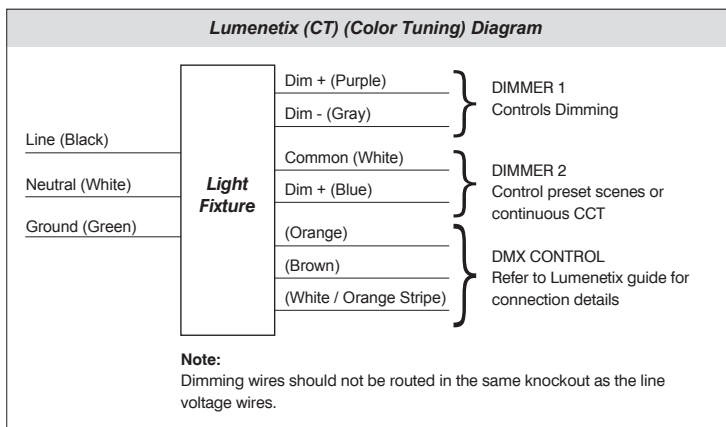 Lumenetix (CT) (Color Tuning) Diagram
Line (Black)
Neutral (White)
Ground (Green)
Light
Fixture
Dim + (Purple)
Dim - (Gray)
DIMMER 1
Controls Dimming
Common (White)
Dim + (Blue)
DIMMER 2
Control preset scenes or
continuous CCT
(Orange)
(Brown)
(White / Orange Stripe)
DMX CONTROL
Refer to Lumenetix guide for
connection details
Note:
Dimming wires should not be routed in the same knockout as the line
voltage wires.